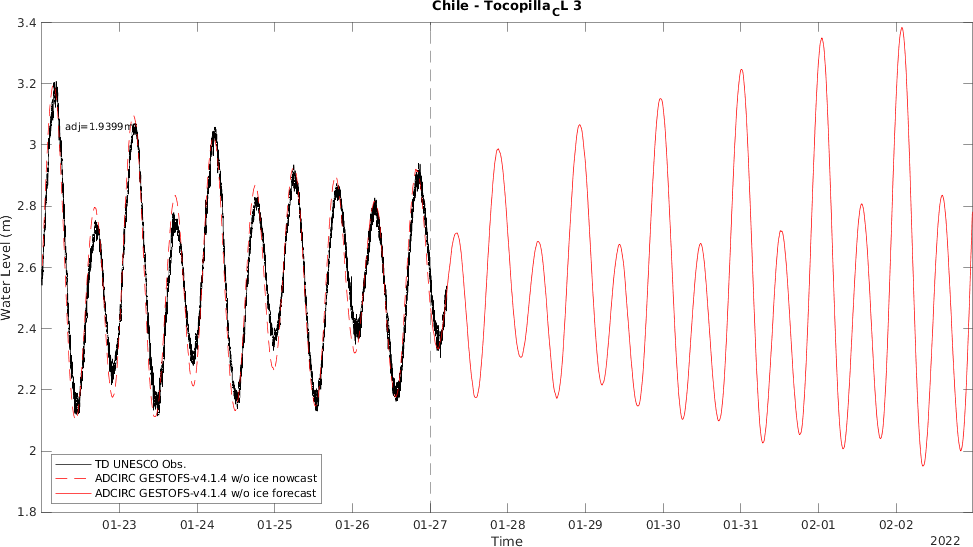 Chile - Tocopilla_CL 3
3.4
3.2
3
2.8
2.6
2.4
2.2
2
1.8
Water Level (m)
adj=1.9399m
TD UNESCO Obs.
ADCIRC GESTOFS-v4.1.4 w/o ice nowcast
ADCIRC GESTOFS-v4.1.4 w/o ice forecast
01-23 01-24 01-25 01-26 01-27 01-28 01-29 01-30 01-31 02-01 02-02
Time
2022